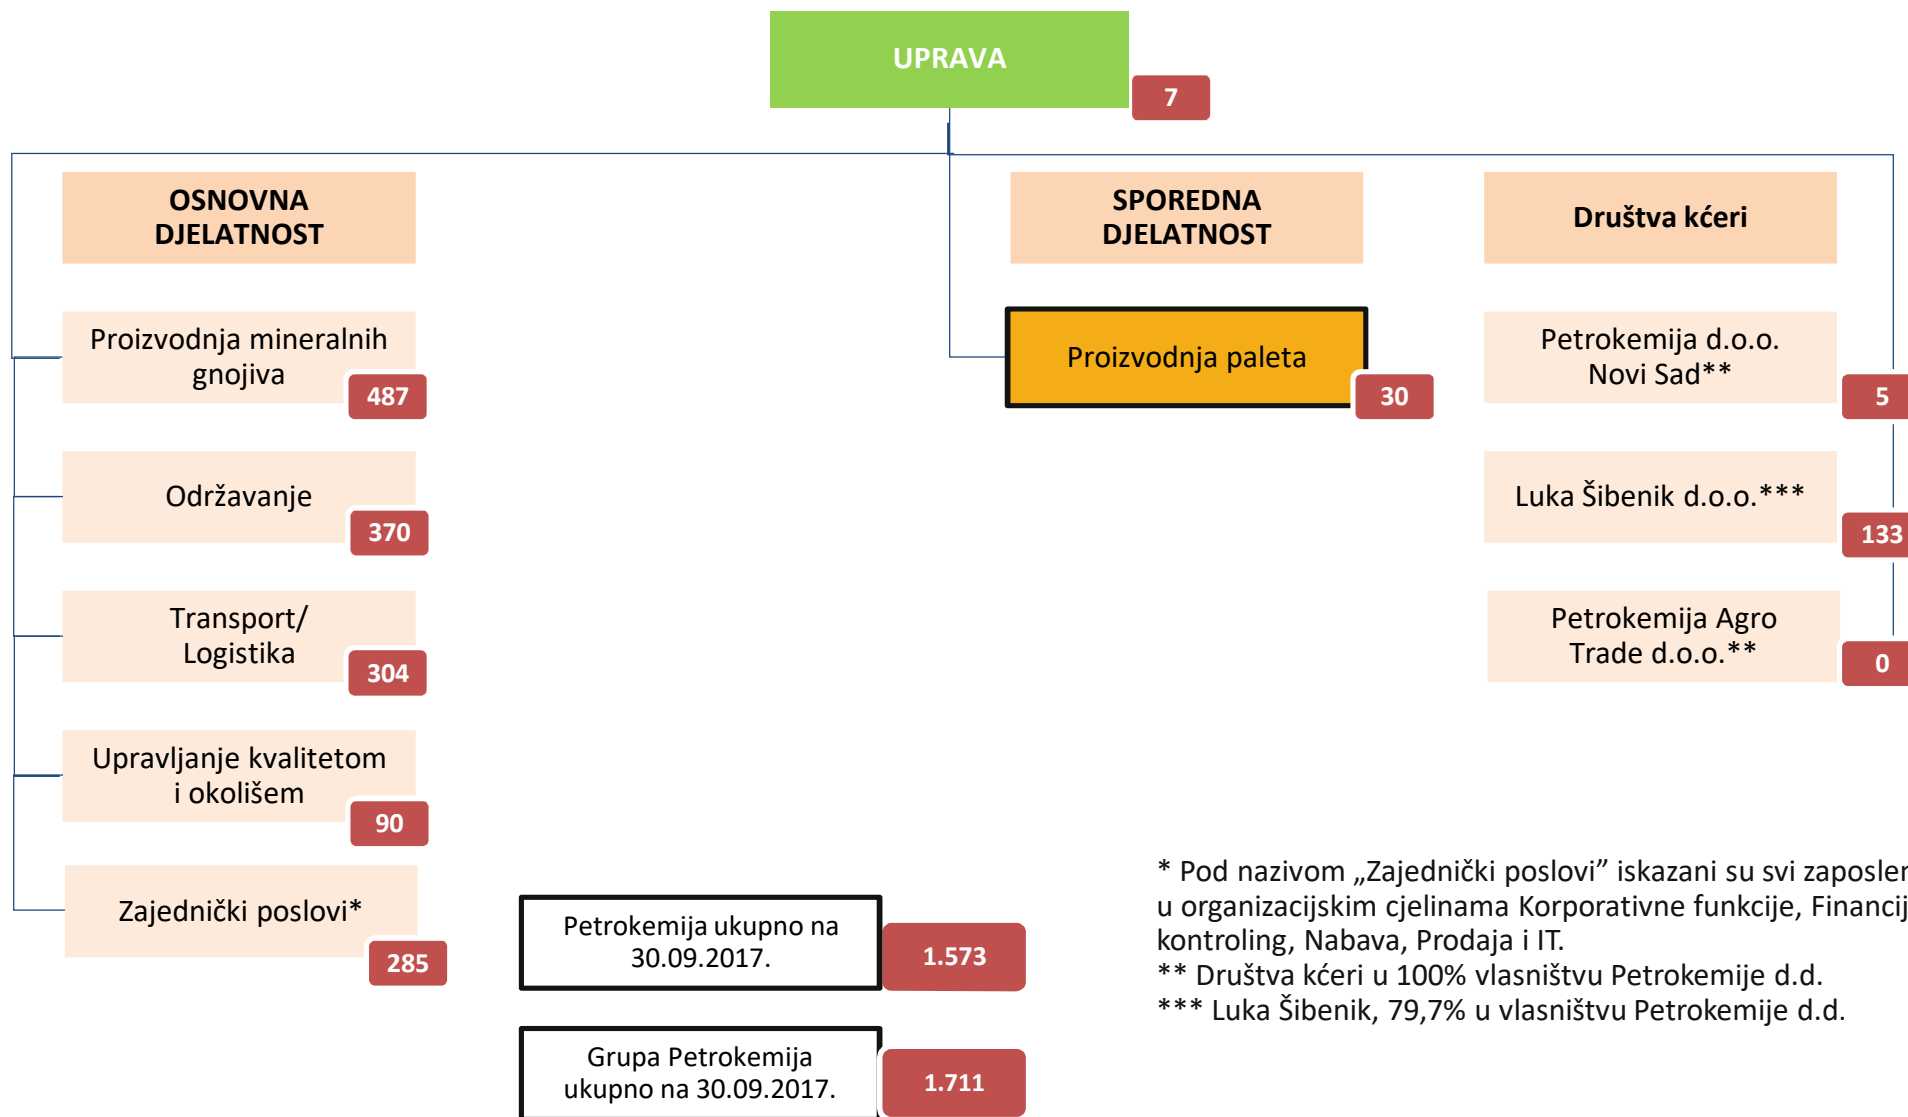 UPRAVA
7
OSNOVNA
DJELATNOST
Proizvodnja mineralnih
gnojiva
487
Održavanje
370
Transport/
Logistika
304
Upravljanje kvalitetom
i okolišem
90
Zajednički poslovi*
285
SPOREDNA
DJELATNOST
Proizvodnja paleta
30
Društva kćeri
Petrokemija d.o.o.
Novi Sad**
5
Luka Šibenik d.o.o.***
133
Petrokemija Agro
Trade d.o.o.**
0
Petrokemija ukupno na
30.09.2017.
1.573
Grupa Petrokemija
ukupno na 30.09.2017.
1.711
* Pod nazivom „Zajednički poslovi” iskazani su svi
u organizacijskim cjelinama Korporativne funkcije,
kontroling, Nabava, Prodaja i IT.
** Društva kćeri u 100% vlasništvu Petrokemije d.d.
*** Luka Šibenik, 79,7% u vlasništvu Petrokemije d.d.